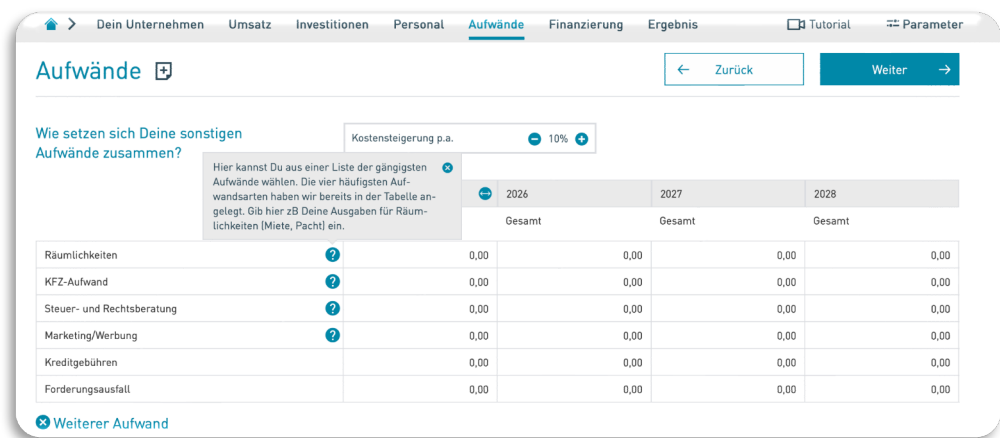 Dein Unternehmen Umsatz Investitionen Personal Aufwände Finanzierung Ergebnis Tutorial Parameter
Aufwände
← Zurück
Weiter →
Wie setzen sich Deine sonstigen
Aufwände zusammen?
Kostensteigerung p.a. 10%
Hier kannst Du aus einer Liste der gängigsten
Aufwände wählen. Die vier häufigsten Auf-
wandsarten haben wir bereits in der Tabelle an-
gelegt. Gib hier zB Deine Ausgaben für Räum-
lichkeiten (Miete, Pacht) ein.
2026 2027 2028
Gesamt Gesamt Gesamt
Räumlichkeiten ? 0,00 0,00 0,00 0,00
KFZ-Aufwand ? 0,00 0,00 0,00 0,00
Steuer- und Rechtsberatung ? 0,00 0,00 0,00 0,00
Marketing/Werbung ? 0,00 0,00 0,00 0,00
Kreditgebühren 0,00 0,00 0,00 0,00
Forderungsausfall 0,00 0,00 0,00 0,00
Weiterer Aufwand